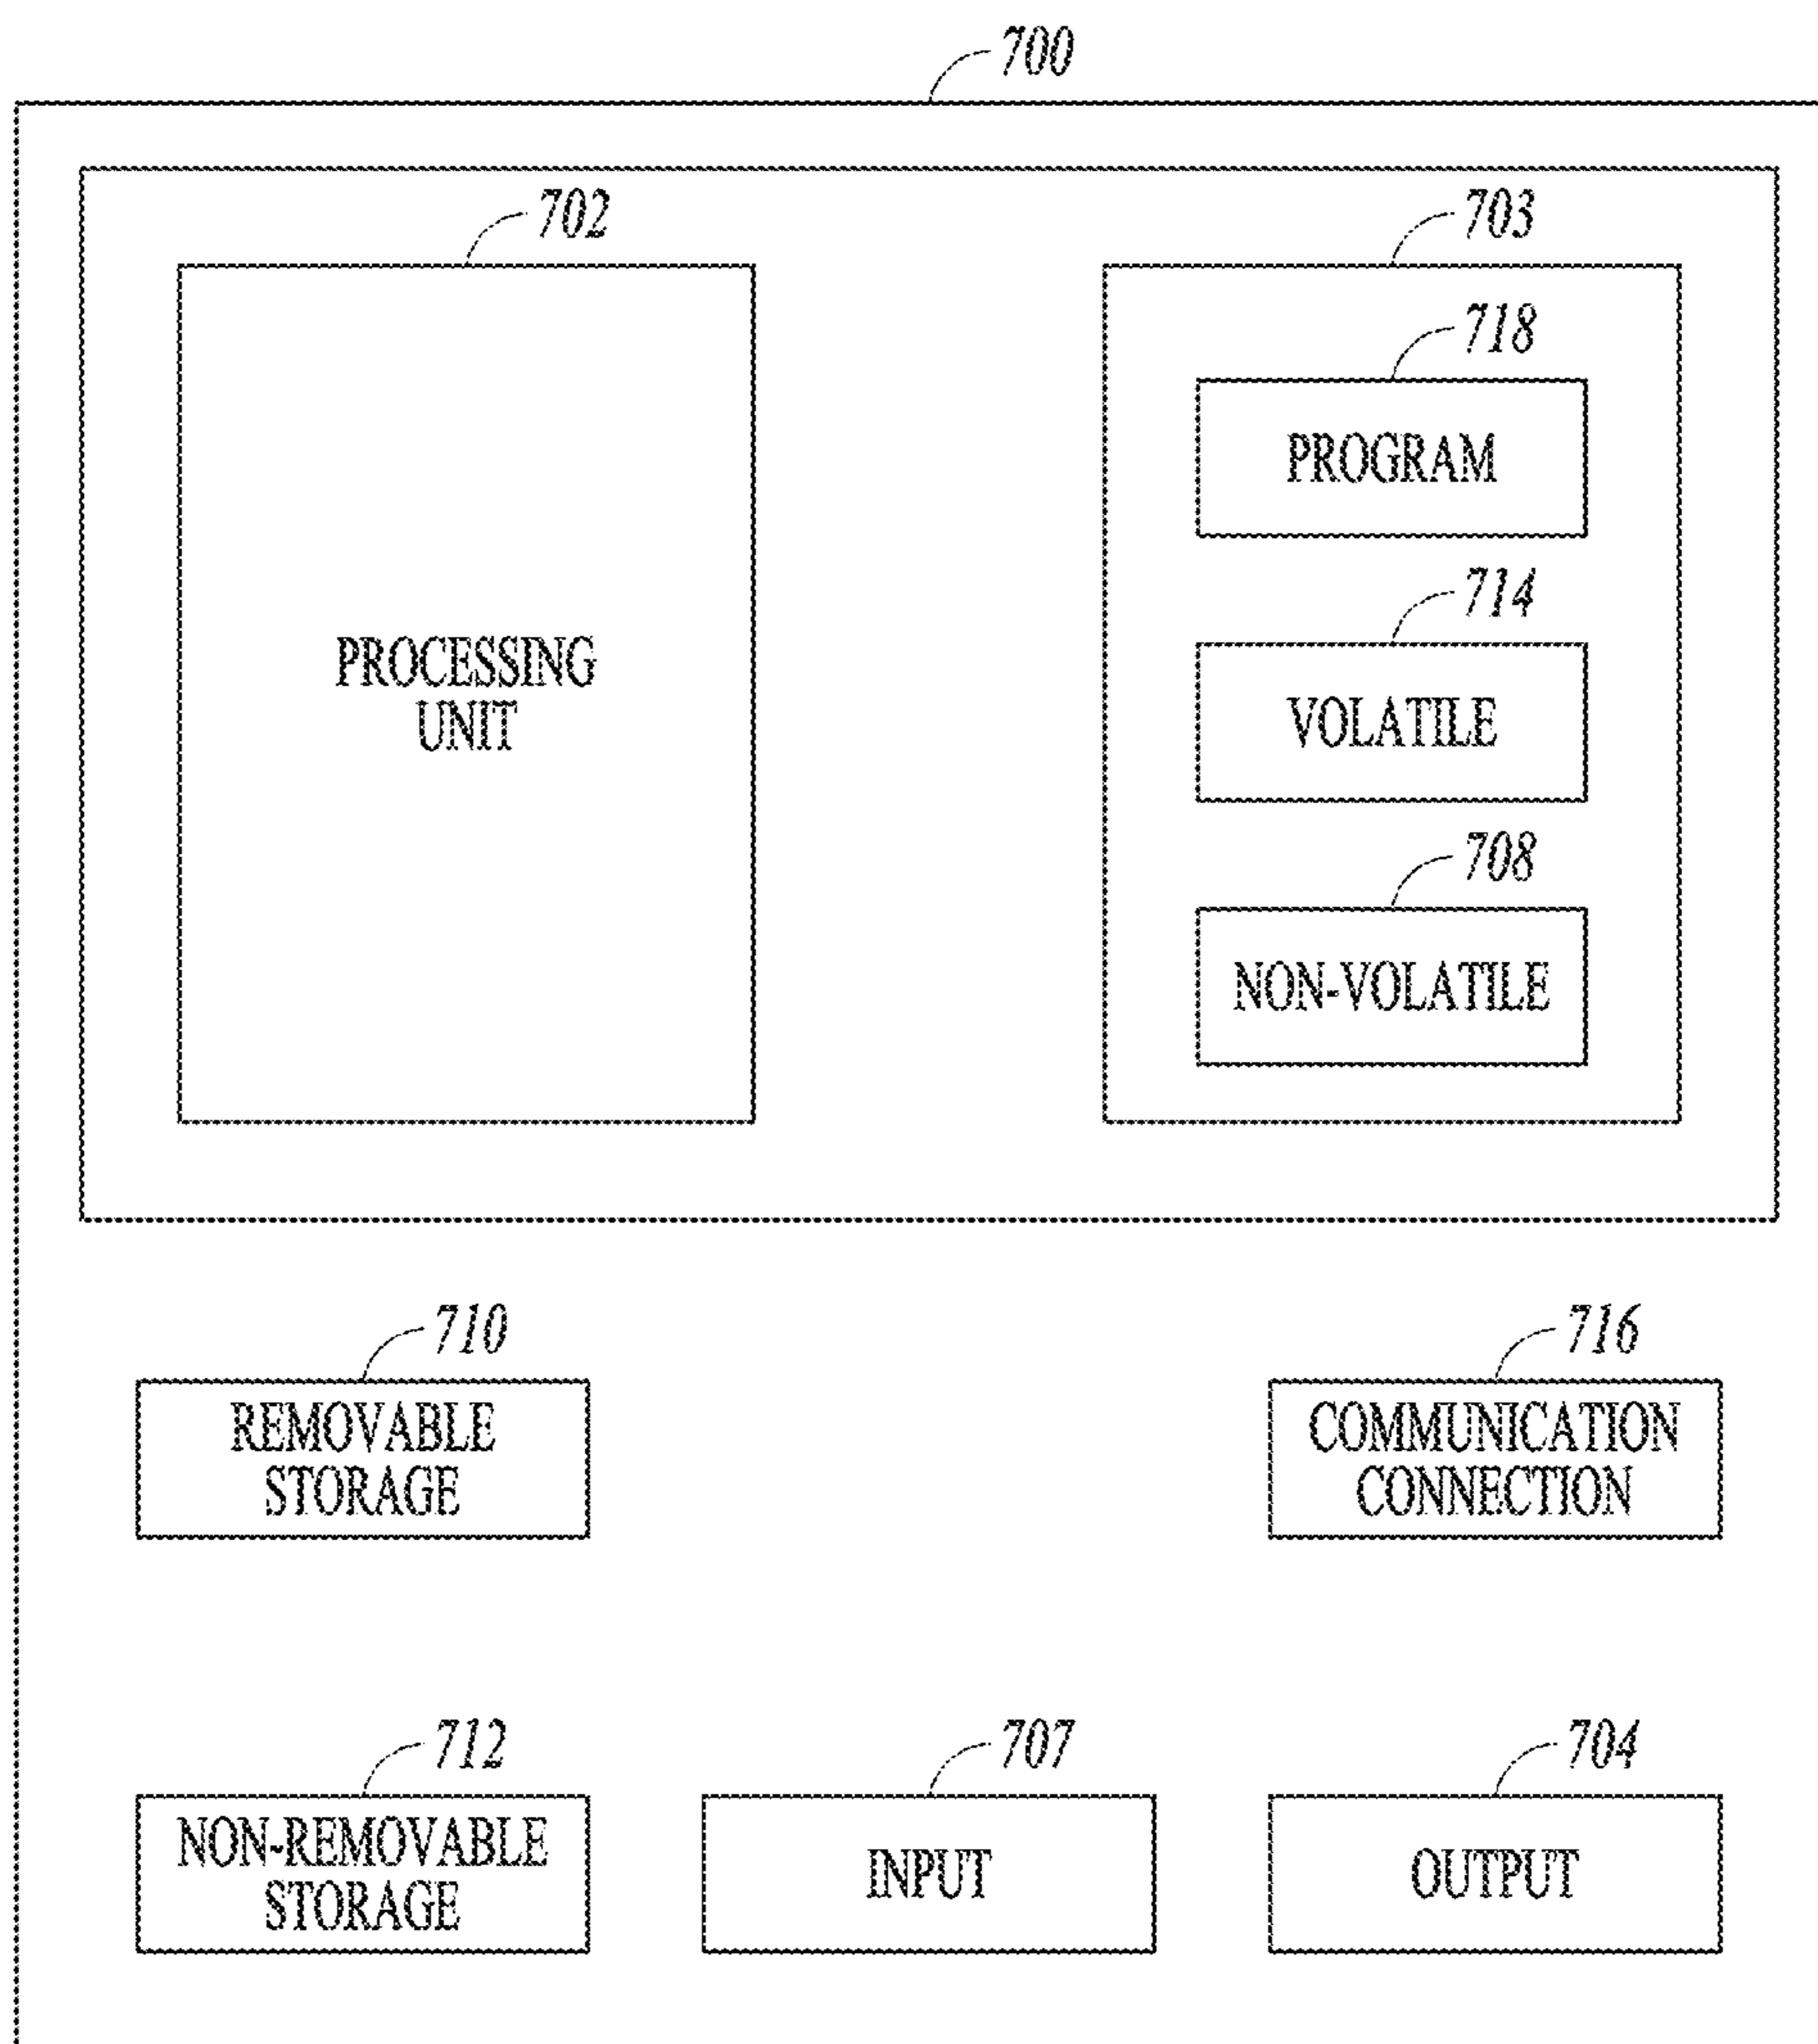 700
702
703
718
PROGRAM
714
VOLATILE
708
NON-VOLATILE
PROCESSING
UNIT
710
REMOVABLE
STORAGE
716
COMMUNICATION
CONNECTION
712
NON-REMOVABLE
STORAGE
707
INPUT
704
OUTPUT